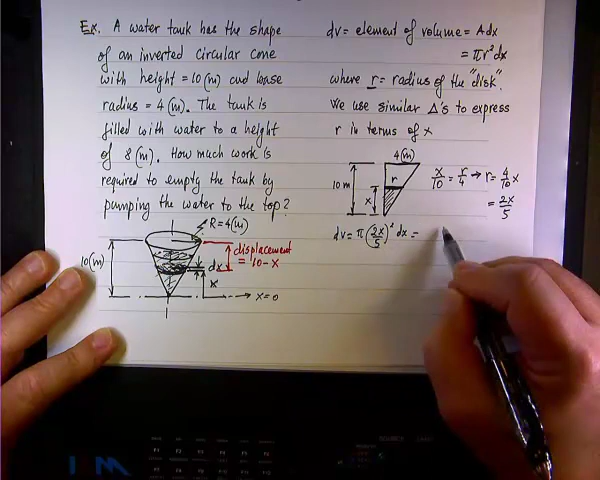 Ex. A water tank has the shape
of an inverted circular cone
with height = 10 (m) and base
radius = 4 (m). The tank is
filled with water to a height
of 8 (m). How much work is
required to empty the tank by
pumping the water to the top?
R = 4(m)
10(m)
displacement
= 10 - x
dx
x
x = 0
dv = element of volume = A dx
= πr²dx
where r = radius of the "disk".
We use similar Δ's to express
r in terms of x
4(m)
10 m
r
x
x/10 = r/4 → r = 4/10 x
= 2x/5
dv = π(2x/5)² dx =